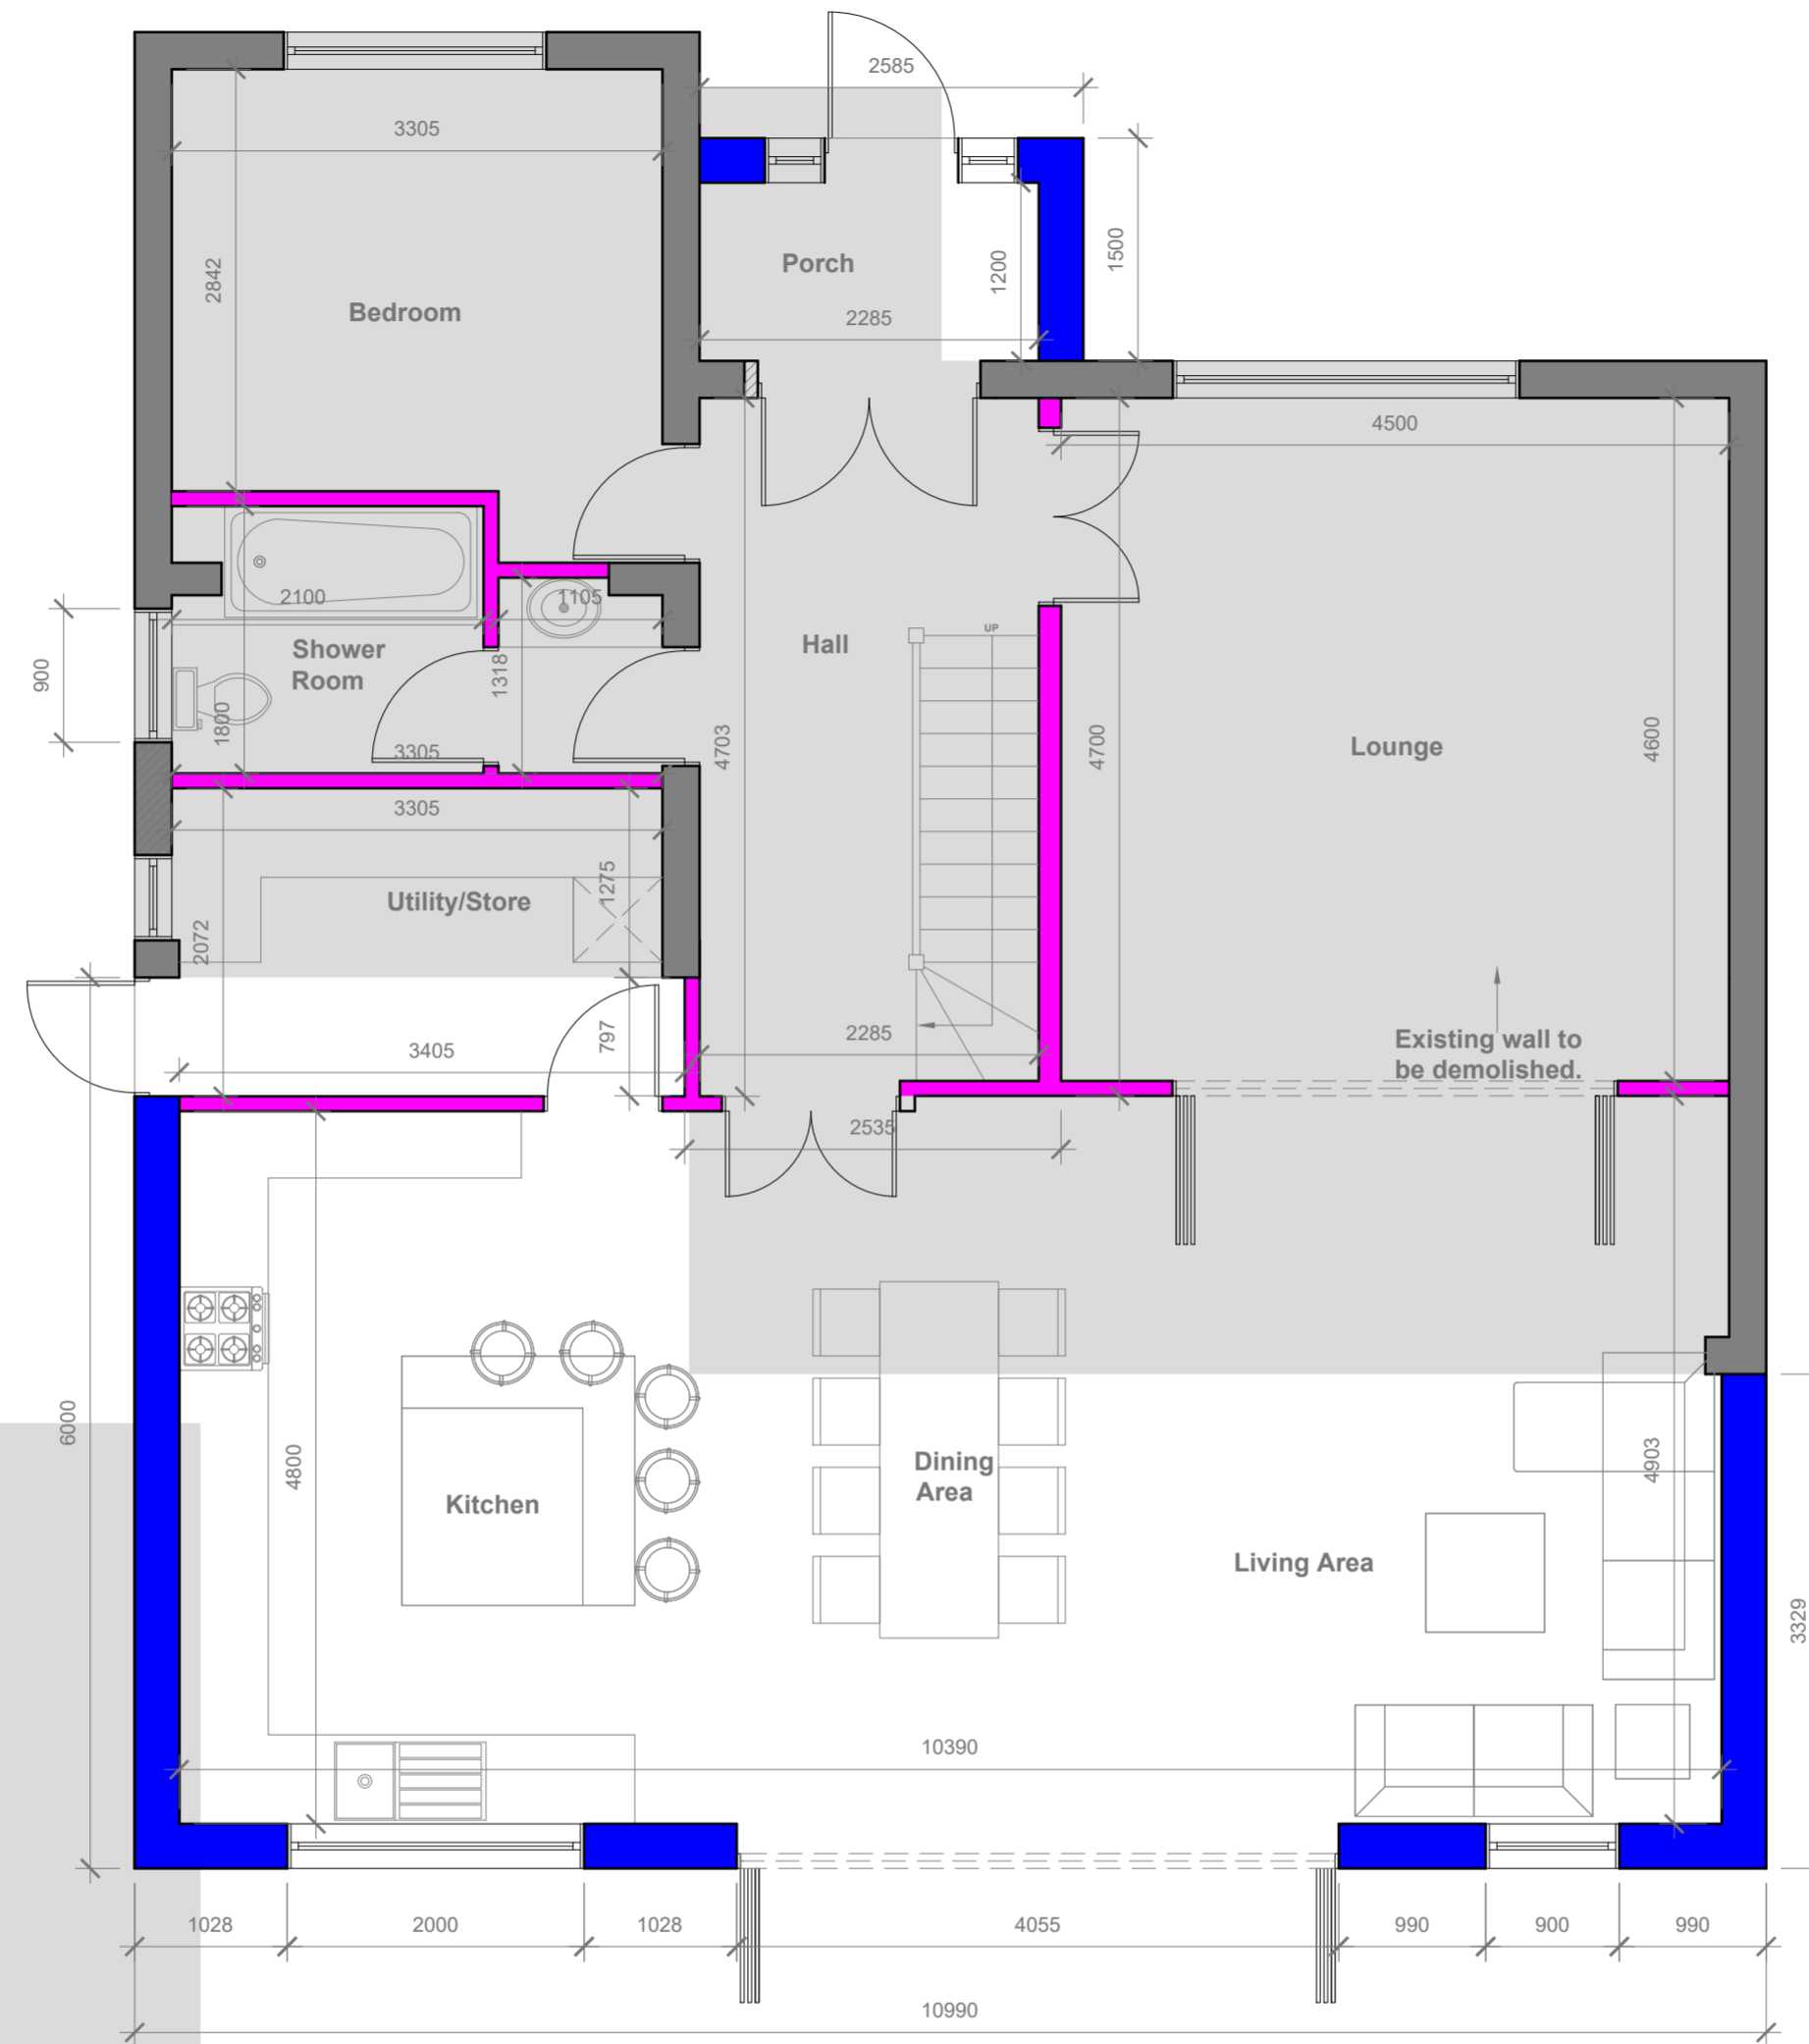 2585
3305
2842
Bedroom
Porch
1200
1500
2285
4500
2100
1105
Shower
Room
900
1318
1800
3305
Hall
UP
4703
4700
Lounge
4600
3305
1275
Utility/Store
2072
3405
797
2285
Existing wall to
be demolished.
2535
6000
4800
Kitchen
Dining
Area
4903
Living Area
3329
10390
1028
2000
1028
4055
990
900
990
10990